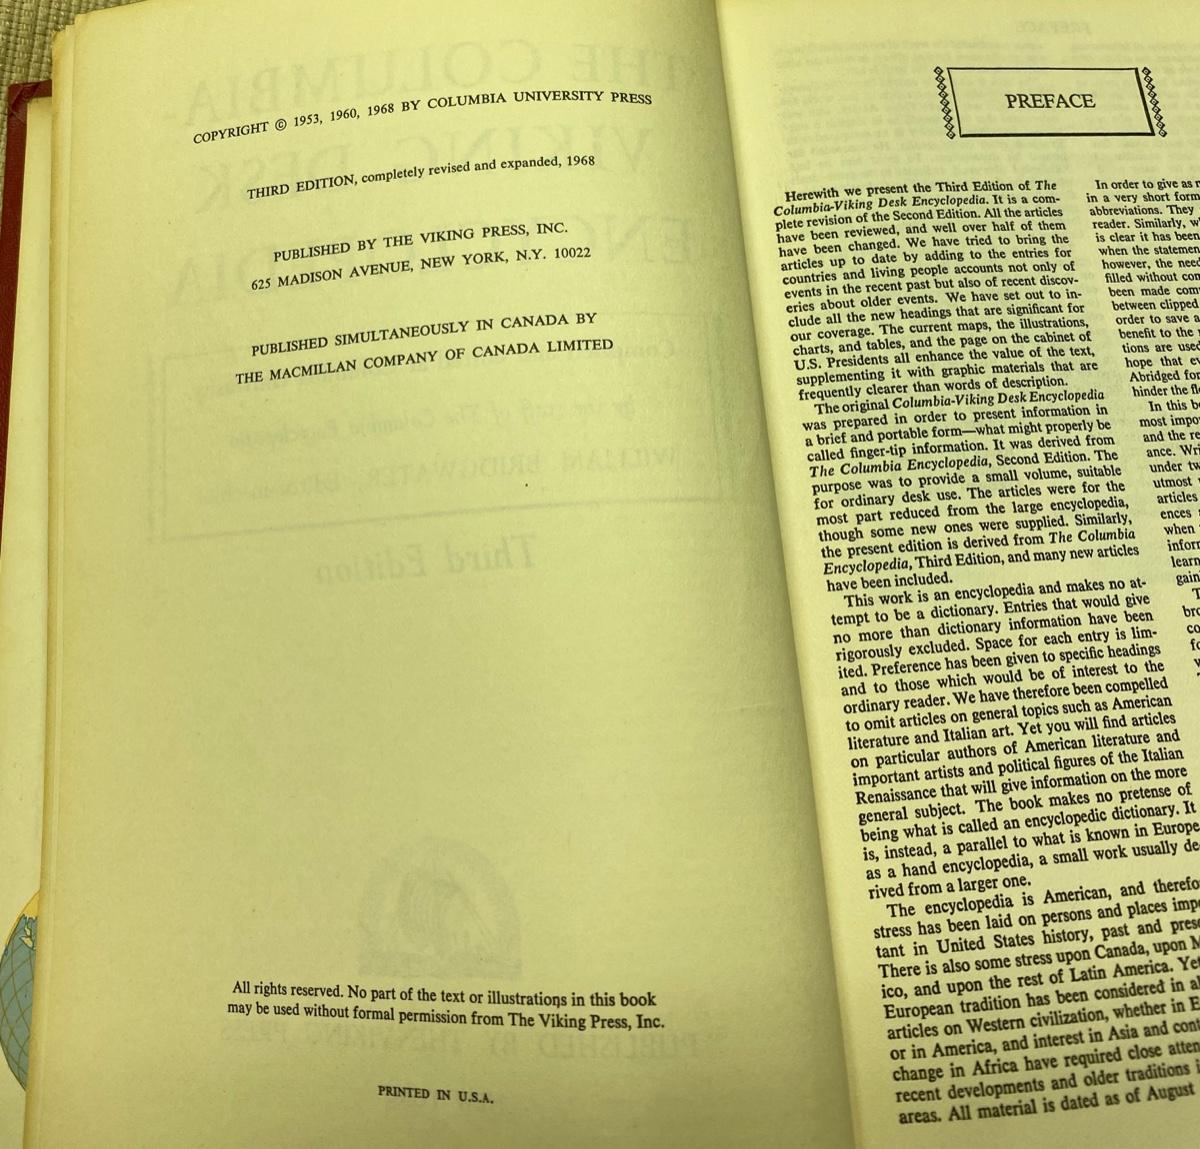 COPYRIGHT © 1953, 1960, 1968 BY COLUMBIA UNIVERSITY PRESS
THIRD EDITION, completely revised and expanded, 1968
PUBLISHED BY THE VIKING PRESS, INC.
625 MADISON AVENUE, NEW YORK, N.Y. 10022
PUBLISHED SIMULTANEOUSLY IN CANADA BY
THE MACMILLAN COMPANY OF CANADA LIMITED
All rights reserved. No part of the text or illustrations in this book
may be used without formal permission from The Viking Press, Inc.
PRINTED IN U.S.A.
PREFACE
Herewith we present the Third Edition of The
Columbia-Viking Desk Encyclopedia. It is a com-
plete revision of the Second Edition. All the articles
have been reviewed, and well over half of them
have been changed. We have tried to bring the
articles up to date by adding to the entries for
countries and living people accounts not only of
events in the recent past but also of recent discov-
eries about older events. We have set out to in-
clude all the new headings that are significant for
our coverage. The current maps, the illustrations,
charts, and tables, and the page on the cabinet of
U.S. Presidents all enhance the value of the text,
supplementing it with graphic materials that are
frequently clearer than words of description.
The original Columbia-Viking Desk Encyclopedia
was prepared in order to present information in
a brief and portable form—what might properly be
called finger-tip information. It was derived from
The Columbia Encyclopedia, Second Edition. The
purpose was to provide a small volume, suitable
for ordinary desk use. The articles were for the
most part reduced from the large encyclopedia,
though some new ones were supplied. Similarly,
the present edition is derived from The Columbia
Encyclopedia, Third Edition, and many new articles
have been included.
This work is an encyclopedia and makes no at-
tempt to be a dictionary. Entries that would give
no more than dictionary information have been
rigorously excluded. Space for each entry is lim-
ited. Preference has been given to specific headings
and to those which would be of interest to the
ordinary reader. We have therefore been compelled
to omit articles on general topics such as American
literature and Italian art. Yet you will find articles
on particular authors of American literature and
important artists and political figures of the Italian
Renaissance that will give information on the more
general subject. The book makes no pretense of
being what is called an encyclopedic dictionary. It
is, instead, a parallel to what is known in Europe
as a hand encyclopedia, a small work usually de
rived from a larger one.
The encyclopedia is American, and therefo
stress has been laid on persons and places imp
tant in United States history, past and pres
There is also some stress upon Canada, upon M
ico, and upon the rest of Latin America. Yet
European tradition has been considered in al
articles on Western civilization, whether in E
or in America, and interest in Asia and cont
change in Africa have required close atten
recent developments and older traditions i
areas. All material is dated as of August
In order to give as
in a very short form
abbreviations. They
reader. Similarly,
is clear it has been
when the statemen
however, the need
filled without con
been made com
between clipped
order to save a
benefit to the
tions are used
hope that ev
Abridged for
hinder the
In this b
most impo
and the re
ance. Wri
under tw
utmost
articles
ences
when
inform
learn
gain
T
bro
co
fo